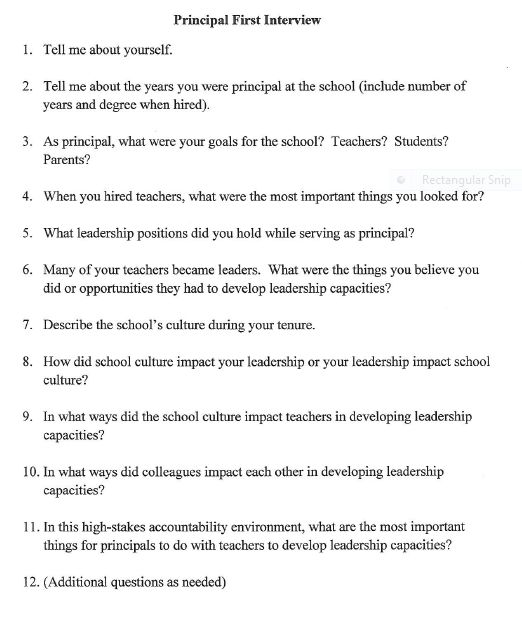 Principal First Interview
1. Tell me about yourself.
2. Tell me about the years you were principal at the school (include number of
years and degree when hired).
3. As principal, what were your goals for the school? Teachers? Students?
Parents?
Rectangular Snip
4. When you hired teachers, what were the most important things you looked for?
5. What leadership positions did you hold while serving as principal?
6. Many of your teachers became leaders. What were the things you believe you
did or opportunities they had to develop leadership capacities?
7. Describe the school's culture during your tenure.
8. How did school culture impact your leadership or your leadership impact school
culture?
9. In what ways did the school culture impact teachers in developing leadership
capacities?
10. In what ways did colleagues impact each other in developing leadership
capacities?
11. In this high-stakes accountability environment, what are the most important
things for principals to do with teachers to develop leadership capacities?
12. (Additional questions as needed)